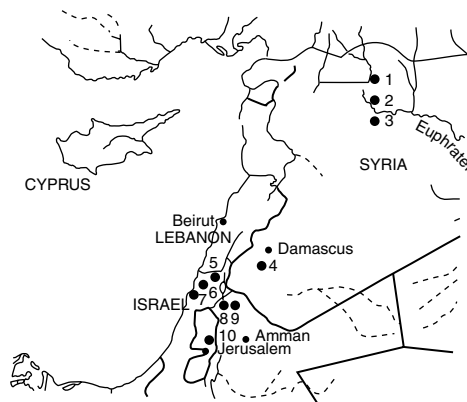 1
2
3
Euphrates
SYRIA
CYPRUS
Beirut
LEBANON
Damascus
4
5
6
7
ISRAEL
8 9
10
Amman
Jerusalem